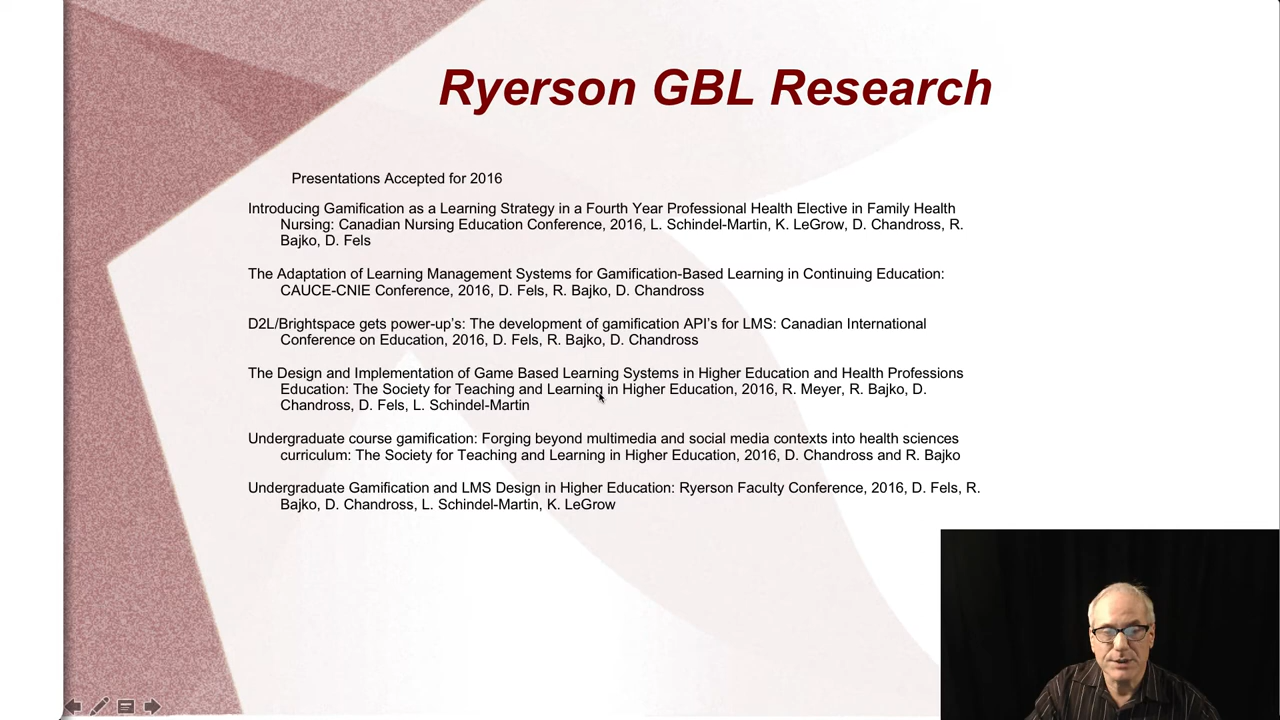 Ryerson GBL Research
Presentations Accepted for 2016
Introducing Gamification as a Learning Strategy in a Fourth Year Professional Health Elective in Family Health
Nursing: Canadian Nursing Education Conference, 2016, L. Schindel-Martin, K. LeGrow, D. Chandross, R.
Bajko, D. Fels
The Adaptation of Learning Management Systems for Gamification-Based Learning in Continuing Education:
CAUCE-CNIE Conference, 2016, D. Fels, R. Bajko, D. Chandross
D2L/Brightspace gets power-up’s: The development of gamification API’s for LMS: Canadian International
Conference on Education, 2016, D. Fels, R. Bajko, D. Chandross
The Design and Implementation of Game Based Learning Systems in Higher Education and Health Professions
Education: The Society for Teaching and Learning in Higher Education, 2016, R. Meyer, R. Bajko, D.
Chandross, D. Fels, L. Schindel-Martin
Undergraduate course gamification: Forging beyond multimedia and social media contexts into health sciences
curriculum: The Society for Teaching and Learning in Higher Education, 2016, D. Chandross and R. Bajko
Undergraduate Gamification and LMS Design in Higher Education: Ryerson Faculty Conference, 2016, D. Fels, R.
Bajko, D. Chandross, L. Schindel-Martin, K. LeGrow